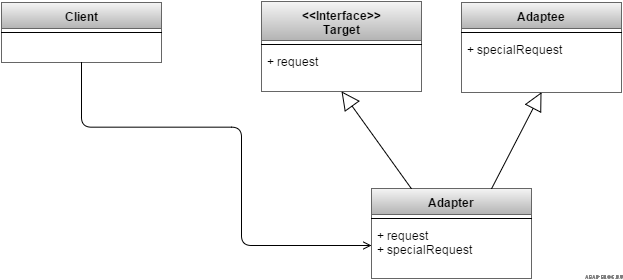 Client
<<Interface>>
Target
+ request
Adaptee
+ specialRequest
Adapter
+ request
+ specialRequest